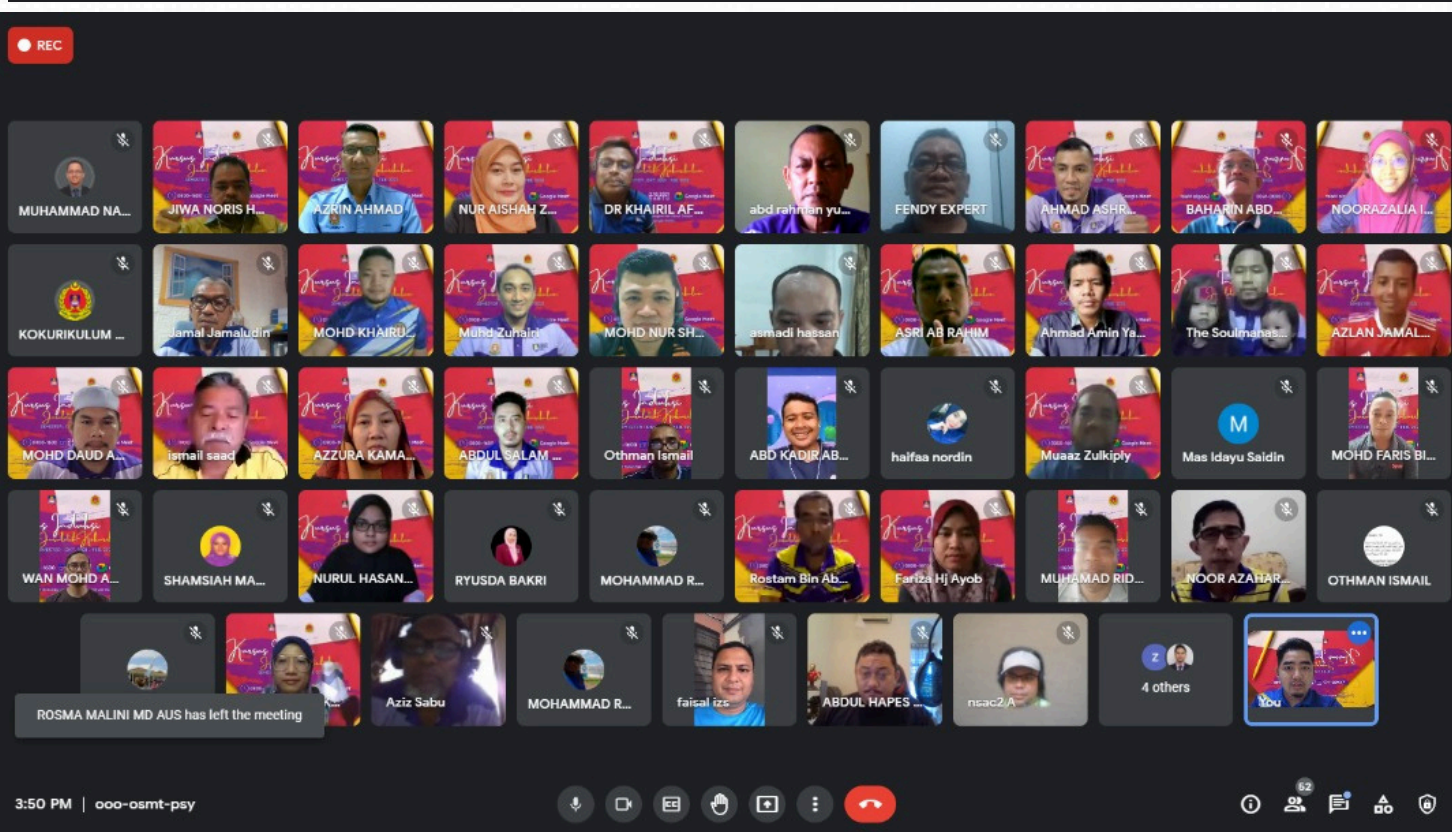 REC
MUHAMMAD NA...
JIWA NORIS H...
AZRIN AHMAD
NUR AISHAH Z...
DR KHAIRIL AF...
abd rahman yu...
FENDY EXPERT
AHMAD ASHR...
BAHARIN ABD...
NOORAZALIA I...
KOKURIKULUM ...
Jamal Jamaludin
MOHD KHAIRU...
Muhd Zuhairi
MOHD NUR SH...
asmadi hassan
ASRI AB RAHIM
Ahmad Amin Ya...
The Soulmanas...
AZLAN JAMAL...
MOHD DAUD A...
ismail saad
AZZURA KAMA...
ABDUL SALAM ...
Othman Ismail
ABD KADIR AB...
haifaa nordin
Muaaz Zulkiply
M
Mas Idayu Saidin
MOHD FARIS BI...
WAN MOHD A...
SHAMSIAH MA...
NURUL HASAN...
RYUSDA BAKRI
MOHAMMAD R...
Rostam Bin Ab...
Fariza Hj Ayob
MUHAMAD RID...
NOOR AZAHAR...
OTHMAN ISMAIL
Aziz Sabu
MOHAMMAD R...
faisal izs
ABDUL HAPES ...
nsac2 A
Z
4 others
You
ROSMA MALINI MD AUS has left the meeting
3:50 PM | ooo-osmt-psy
CC
52